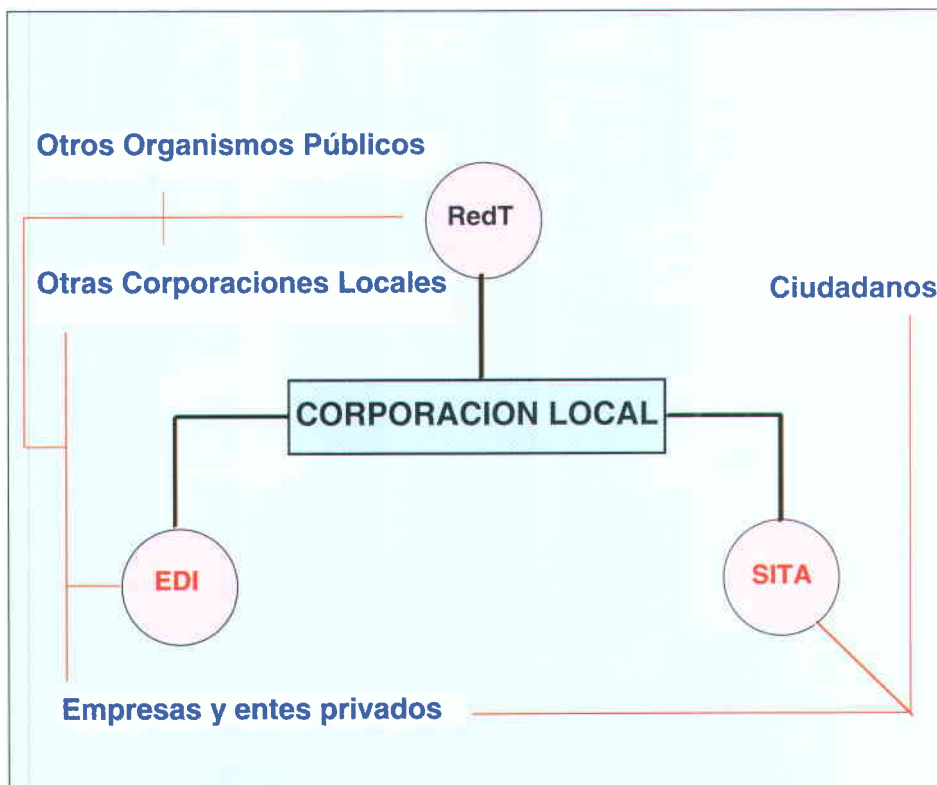 Otros Organismos Públicos
RedT
Otras Corporaciones Locales
Ciudadanos
CORPORACION LOCAL
EDI
SITA
Empresas y entes privados